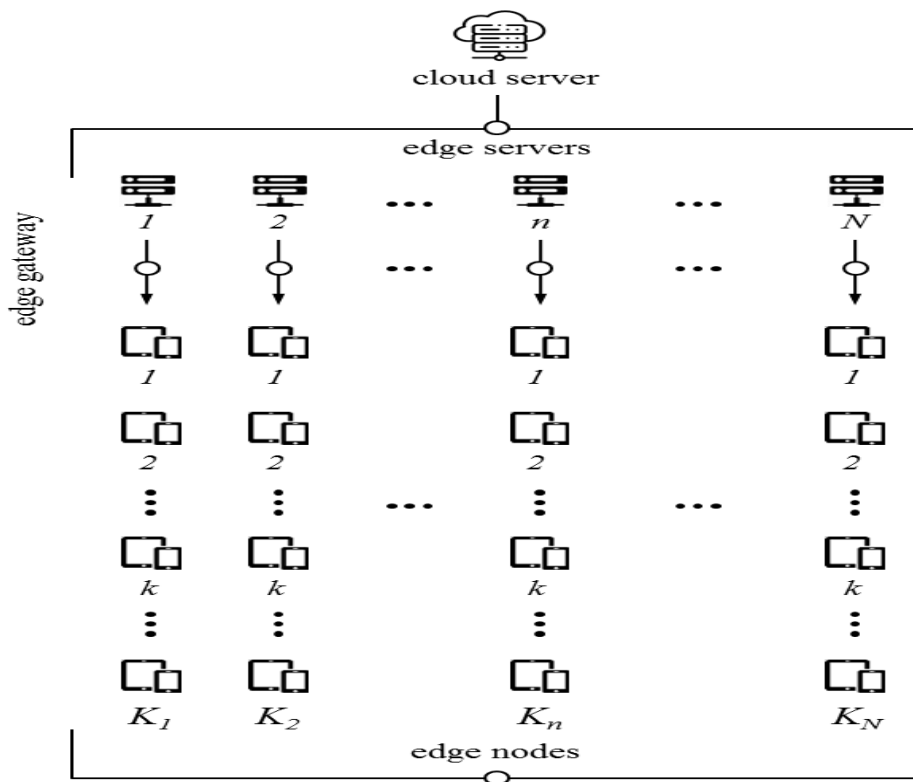 cloud server
edge servers
edge gateway
1 2 ... n ... N
...  ...
1 1 1 1
2 2 2 2
... ...
k k k k
K₁ K₂ Kₙ K_N
edge nodes